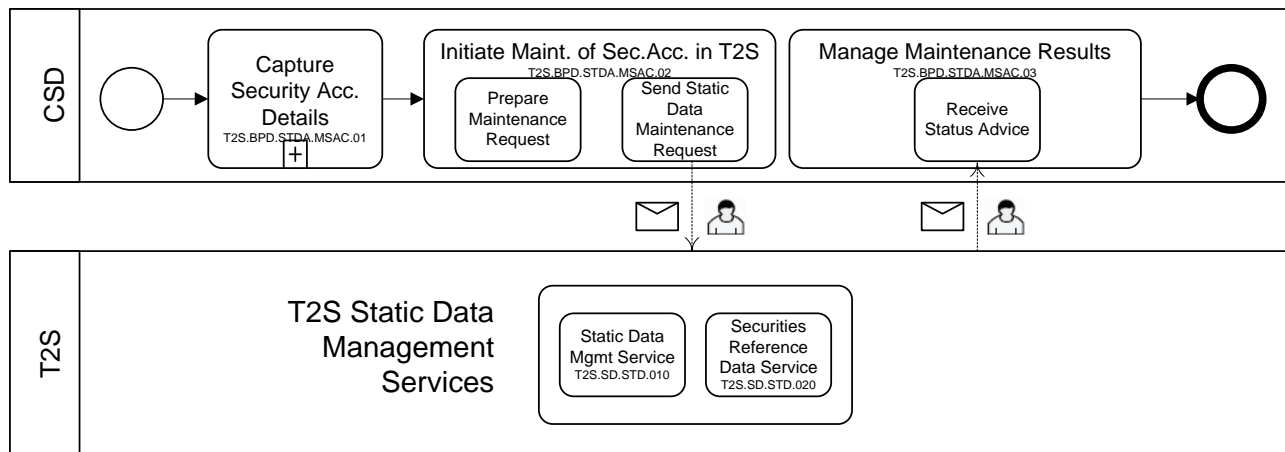 CSD
Capture
Security Acc.
Details
T2S.BPD.STDA.MSAC.01
Initiate Maint. of Sec.Acc. in T2S
T2S.BPD.STDA.MSAC.02
Prepare
Maintenance
Request
Send Static
Data
Maintenance
Request
Manage Maintenance Results
T2S.BPD.STDA.MSAC.03
Receive
Status Advice
T2S
T2S Static Data
Management
Services
Static Data
Mgmt Service
T2S.SD.STD.010
Securities
Reference
Data Service
T2S.SD.STD.020